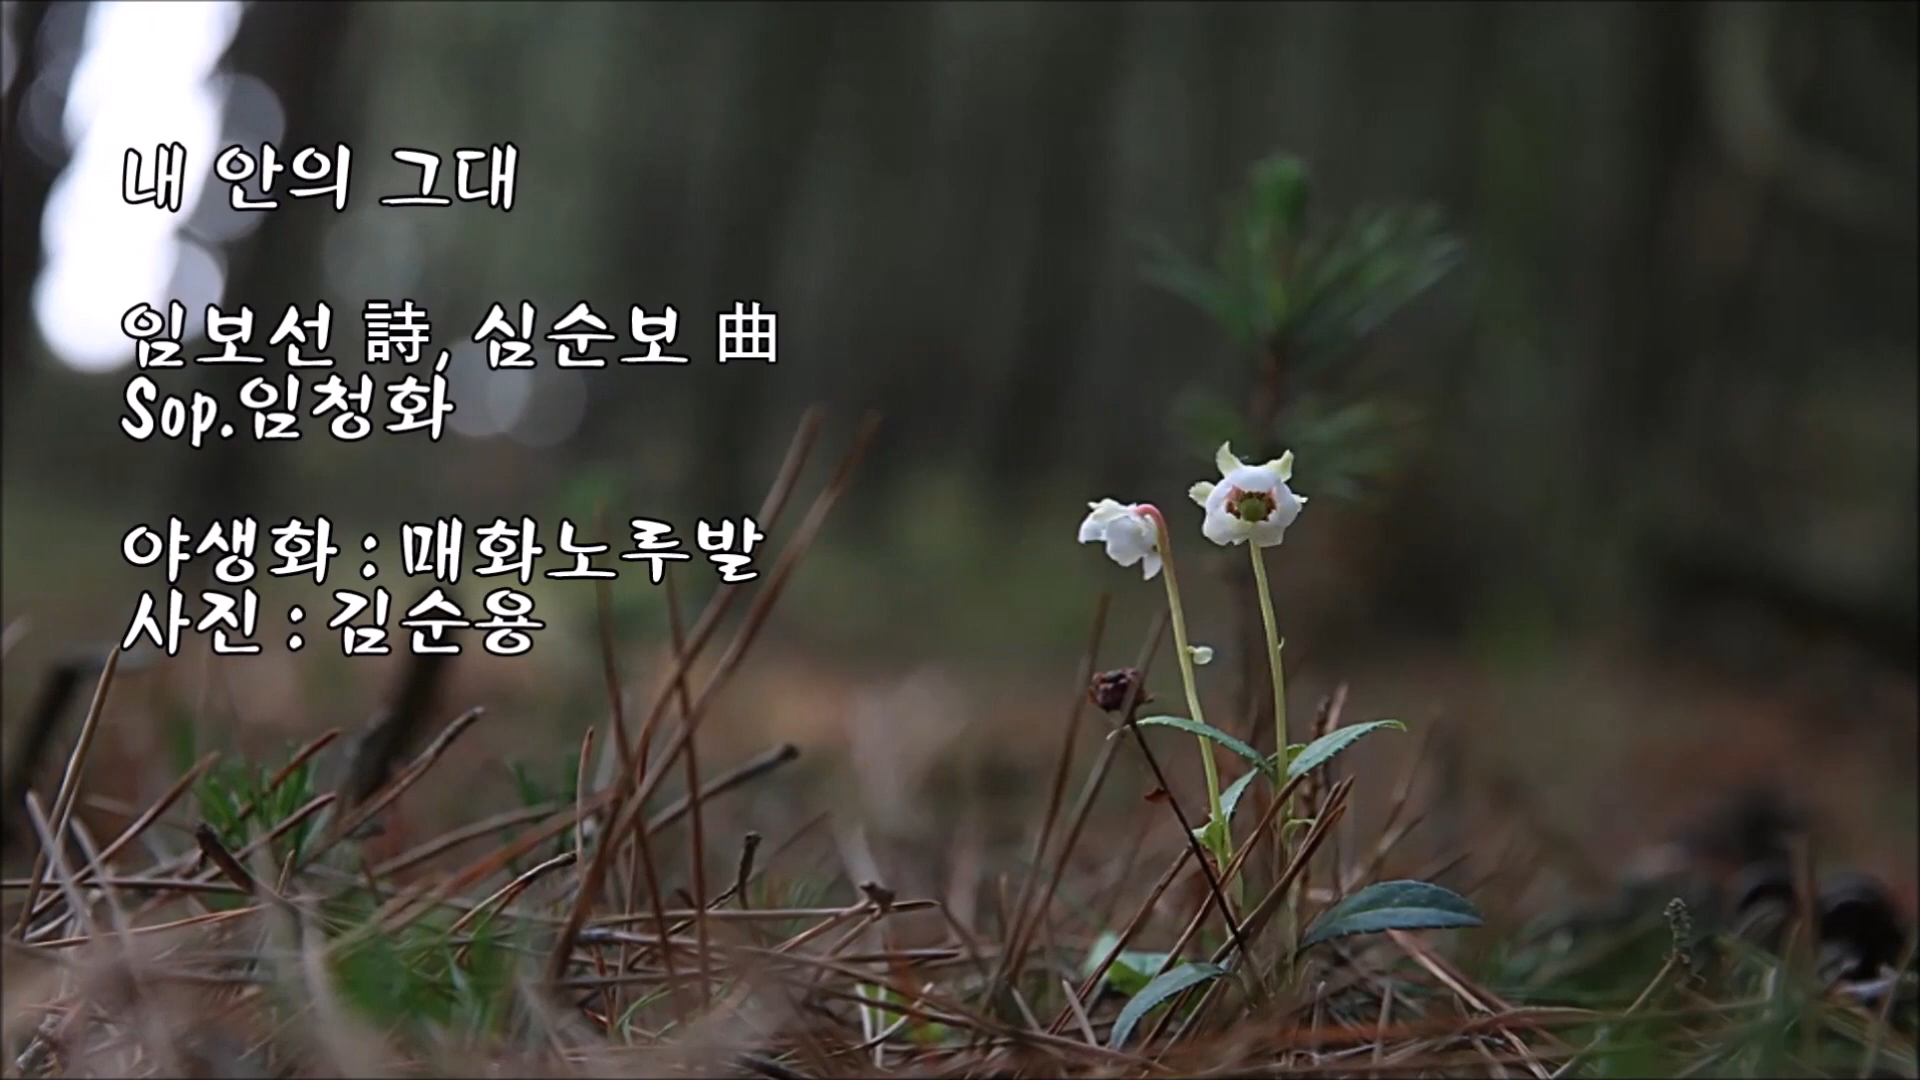 내 안의 그대
임보선 詩, 심순보 曲
Sop.임청화
야생화 : 매화노루발
사진 : 김순용